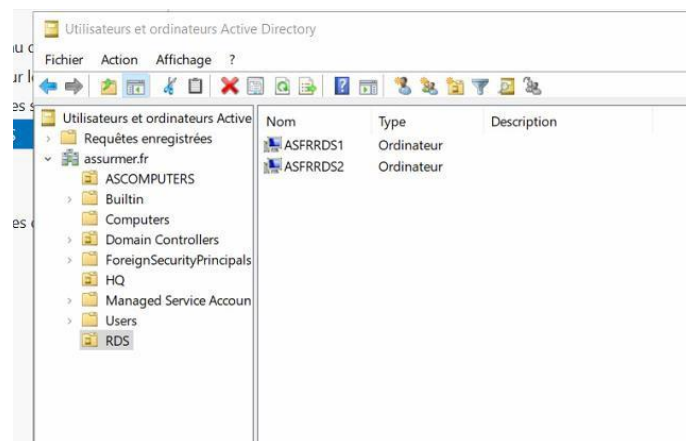 Utilisateurs et ordinateurs Active Directory
Fichier Action Affichage ?
Utilisateurs et ordinateurs Active
Requêtes enregistrées
assurmer.fr
ASCOMPUTERS
Builtin
Computers
Domain Controllers
ForeignSecurityPrincipals
HQ
Managed Service Accoun
Users
RDS
Nom Type Description
ASFRRDS1 Ordinateur
ASFRRDS2 Ordinateur